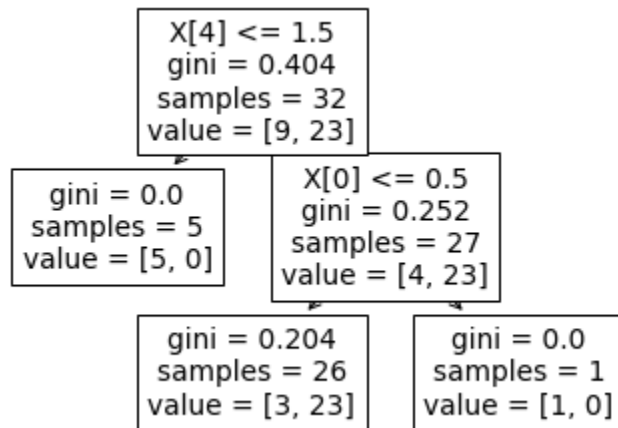 X[4] <= 1.5
gini = 0.404
samples = 32
value = [9, 23]
gini = 0.0
samples = 5
value = [5, 0]
X[0] <= 0.5
gini = 0.252
samples = 27
value = [4, 23]
gini = 0.204
samples = 26
value = [3, 23]
gini = 0.0
samples = 1
value = [1, 0]